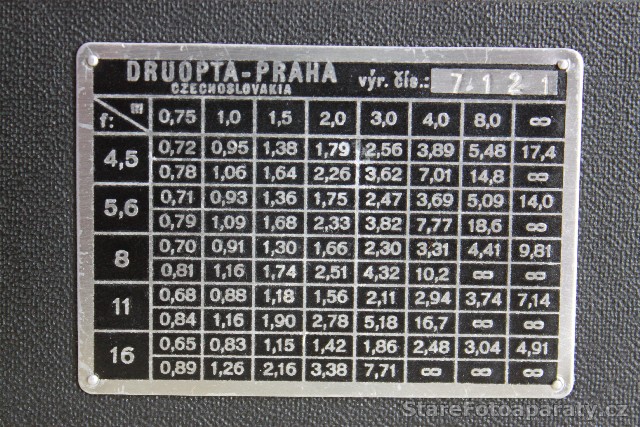 DRUOPTA-PRAHA výr. čís.: 7121
CZECHOSLOVAKIA
f: m 0,75 1,0 1,5 2,0 3,0 4,0 8,0 ∞
4,5 0,72 0,95 1,38 1,79 2,56 3,89 5,48 17,4
0,78 1,06 1,64 2,26 3,62 7,01 14,8 ∞
5,6 0,71 0,93 1,36 1,75 2,47 3,69 5,09 14,0
0,79 1,09 1,68 2,33 3,82 7,77 18,6 ∞
8 0,70 0,91 1,30 1,66 2,30 3,31 4,41 9,81
0,81 1,16 1,74 2,51 4,32 10,2 ∞ ∞
11 0,68 0,88 1,18 1,56 2,11 2,94 3,74 7,14
0,84 1,16 1,90 2,78 5,18 16,7 ∞ ∞
16 0,65 0,83 1,15 1,42 1,86 2,48 3,04 4,91
0,89 1,26 2,16 3,38 7,71 ∞ ∞ ∞
StareFotoaparaty.cz